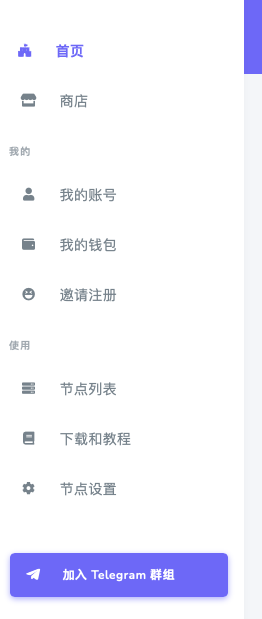 首页
商店
我的
我的账号
我的钱包
邀请注册
使用
节点列表
下载和教程
节点设置
加入 Telegram 群组